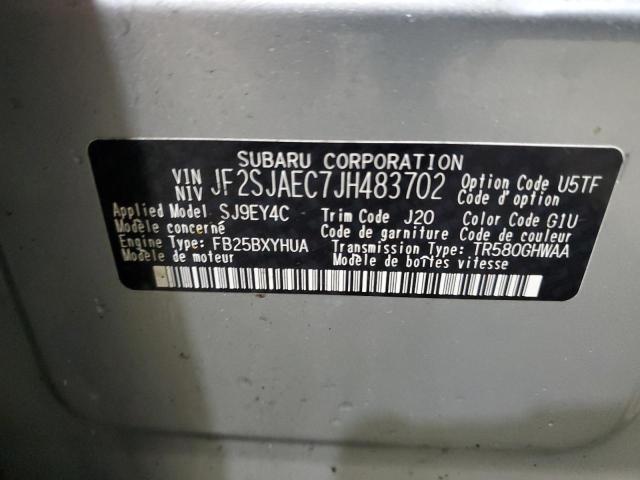 SUBARU CORPORATION
VIN NIV JF2SJAEC7JH483702 Option Code U5TF
Code d'option
Applied Model SJ9EY4C Trim Code J20 Color Code G1U
Modèle concerné Code de garniture Code de couleur
Engine Type: FB25BXYHUA Transmission Type: TR580GHWAA
Modèle de moteur Modèle de boîtes vitesse